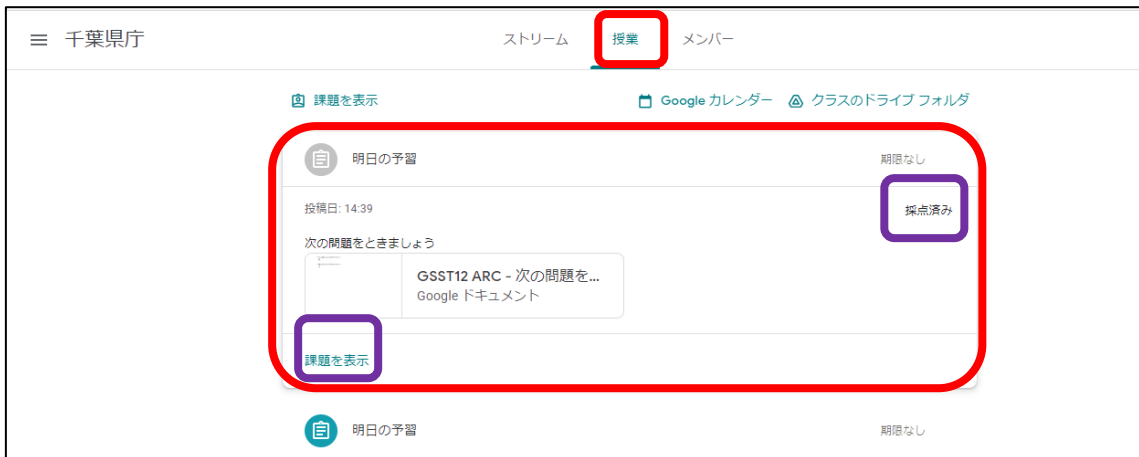 千葉県庁
ストリーム 授業 メンバー
課題を表示 Google カレンダー クラスのドライブ フォルダ
明日の予習 期限なし
投稿日: 14:39 採点済み
次の問題をときましょう
GSST12 ARC - 次の問題を...
Google ドキュメント
課題を表示
明日の予習 期限なし